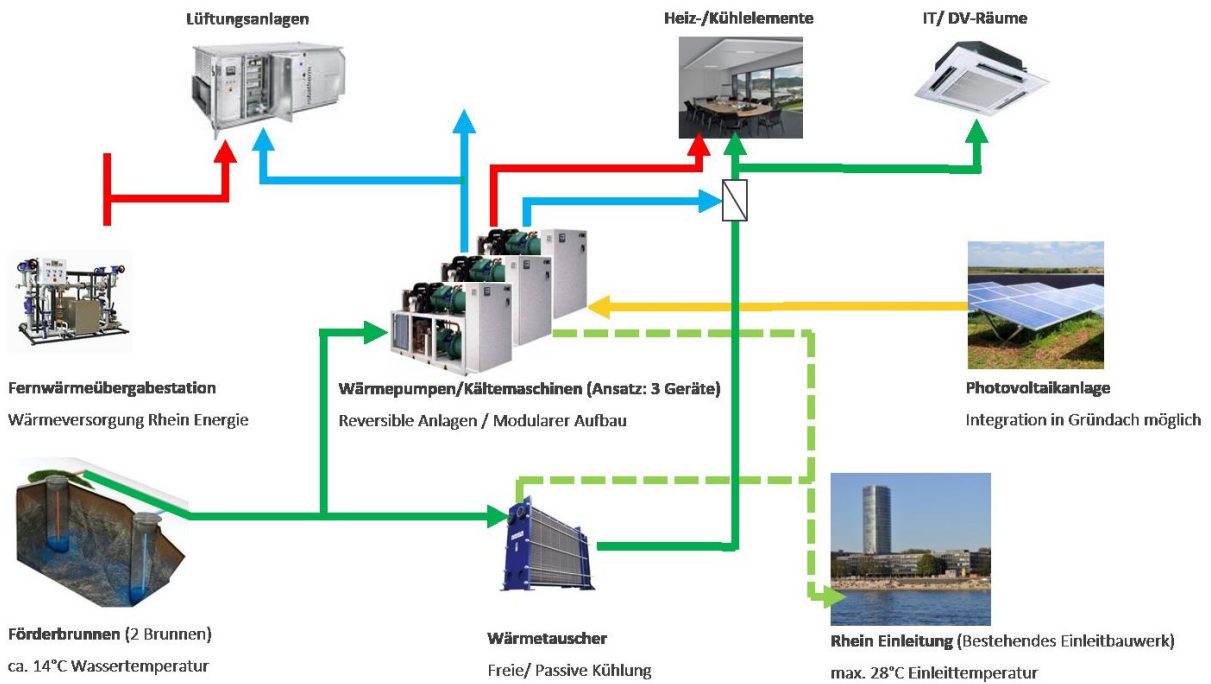 Lüftungsanlagen
Heiz-/Kühlelemente
IT/ DV-Räume
Fernwärmeübergabestation
Wärmeversorgung Rhein Energie
Wärmepumpen/Kältemaschinen (Ansatz: 3 Geräte)
Reversible Anlagen / Modularer Aufbau
Photovoltaikanlage
Integration in Gründach möglich
Förderbrunnen (2 Brunnen)
ca. 14°C Wassertemperatur
Wärmetauscher
Freie/ Passive Kühlung
Rhein Einleitung (Bestehendes Einleitbauwerk)
max. 28°C Einleittemperatur